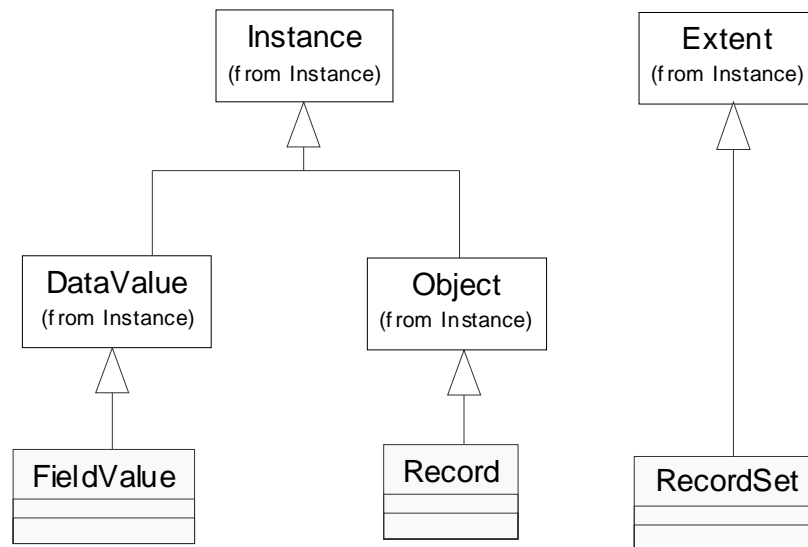 Instance
(from Instance)
Extent
(from Instance)
DataValue
(from Instance)
Object
(from Instance)
FieldValue
Record
RecordSet